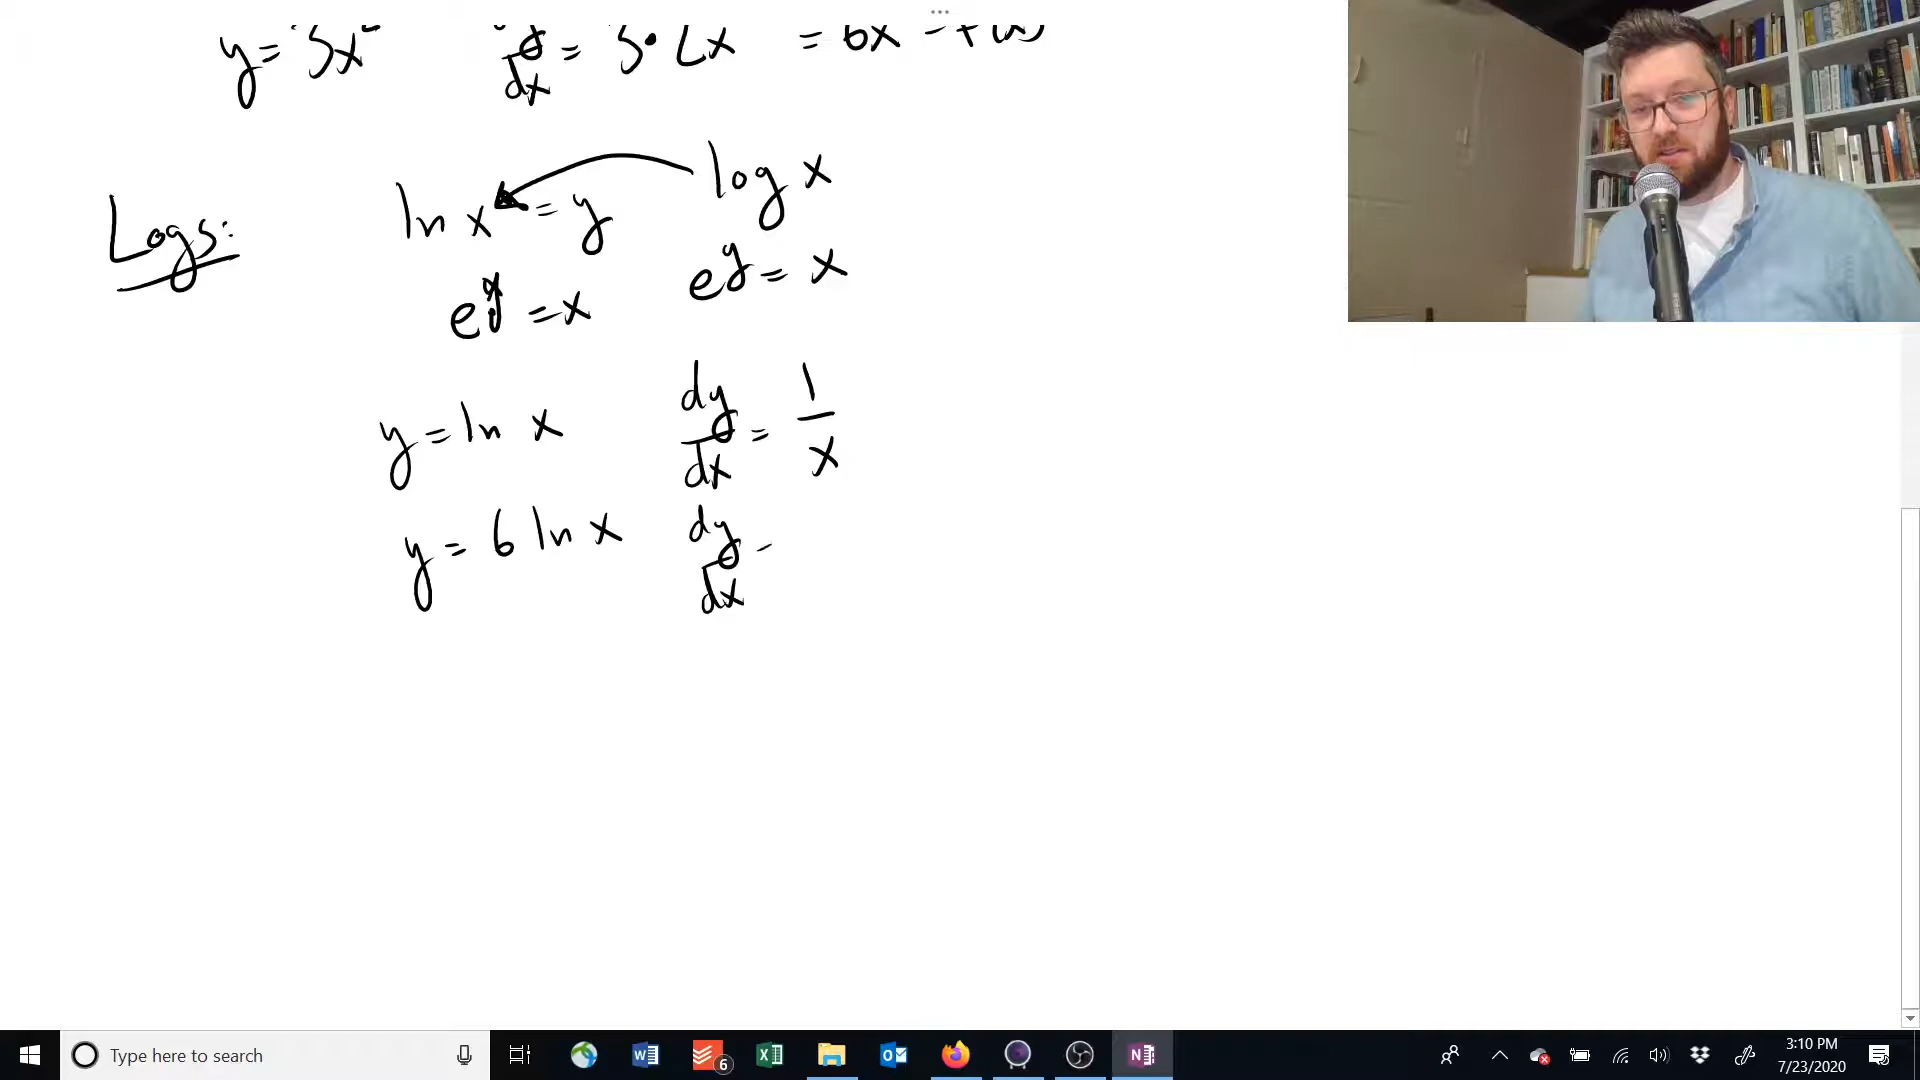 y = 3x² dy/dx = 3 • 2x = 6x
Logs: ln x = y log x
e^y = x e^y = x
y = ln x dy/dx = 1/x
y = 6 ln x dy/dx =
Type here to search
6
3:10 PM
7/23/2020